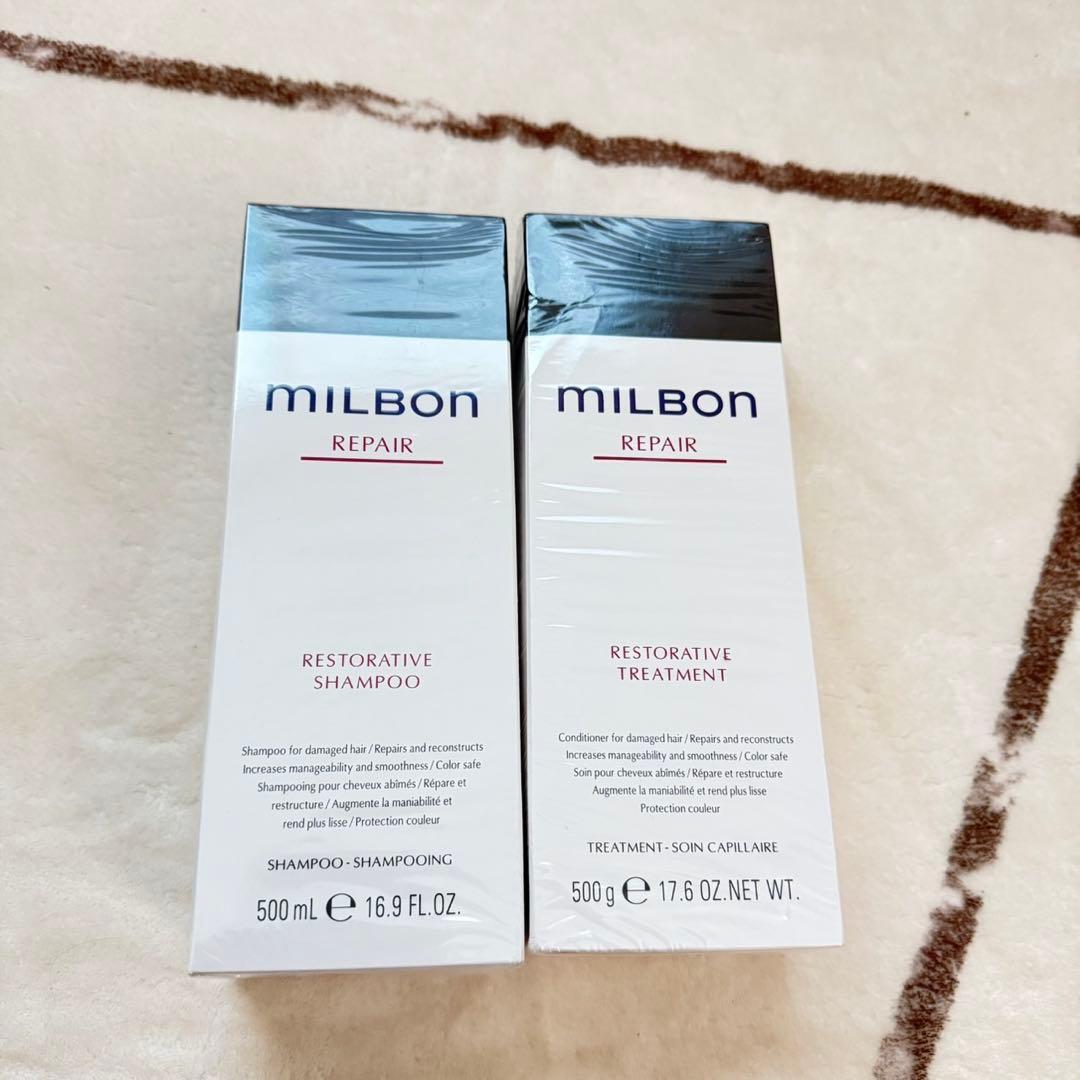 mILBon
REPAIR
RESTORATIVE
SHAMPOO
Shampoo for damaged hair / Repairs and reconstructs
Increases manageability and smoothness / Color safe
Shampooing pour cheveux abîmés / Répare et
restructure / Augmente la maniabilité et
rend plus lisse / Protection couleur
SHAMPOO - SHAMPOOING
500 mL ℮ 16.9 FL.OZ.
mILBon
REPAIR
RESTORATIVE
TREATMENT
Conditioner for damaged hair / Repairs and reconstructs
Increases manageability and smoothness / Color safe
Soin pour cheveux abîmés / Répare et restructure
Augmente la maniabilité et rend plus lisse
Protection couleur
TREATMENT - SOIN CAPILLAIRE
500 g ℮ 17.6 OZ.NET WT.